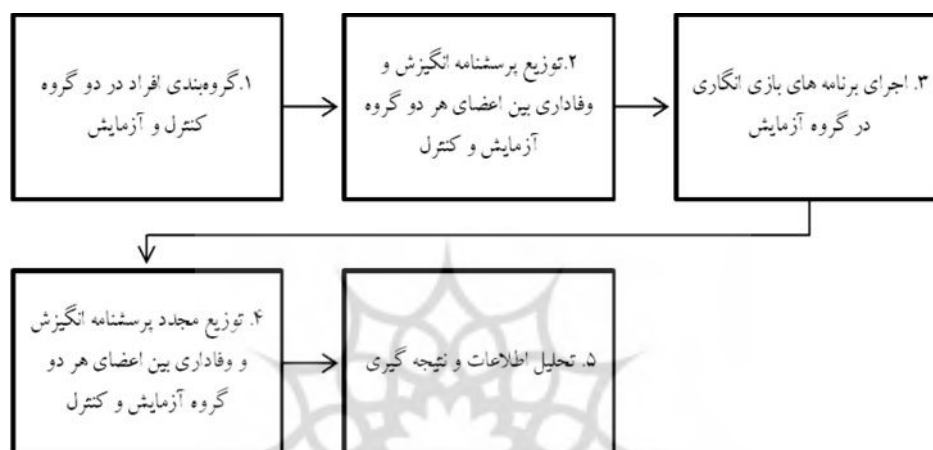 ۱.گروه‌بندی افراد در دو گروه
کنترل و آزمایش
۲.توزیع پرسشنامه انگیزش و
وفاداری بین اعضای هر دو گروه
آزمایش و کنترل
۳. اجرای برنامه های بازی انگاری
در گروه آزمایش
۴. توزیع مجدد پرسشنامه انگیزش
و وفاداری بین اعضای هر دو
گروه آزمایش و کنترل
۵. تحلیل اطلاعات و نتیجه گیری